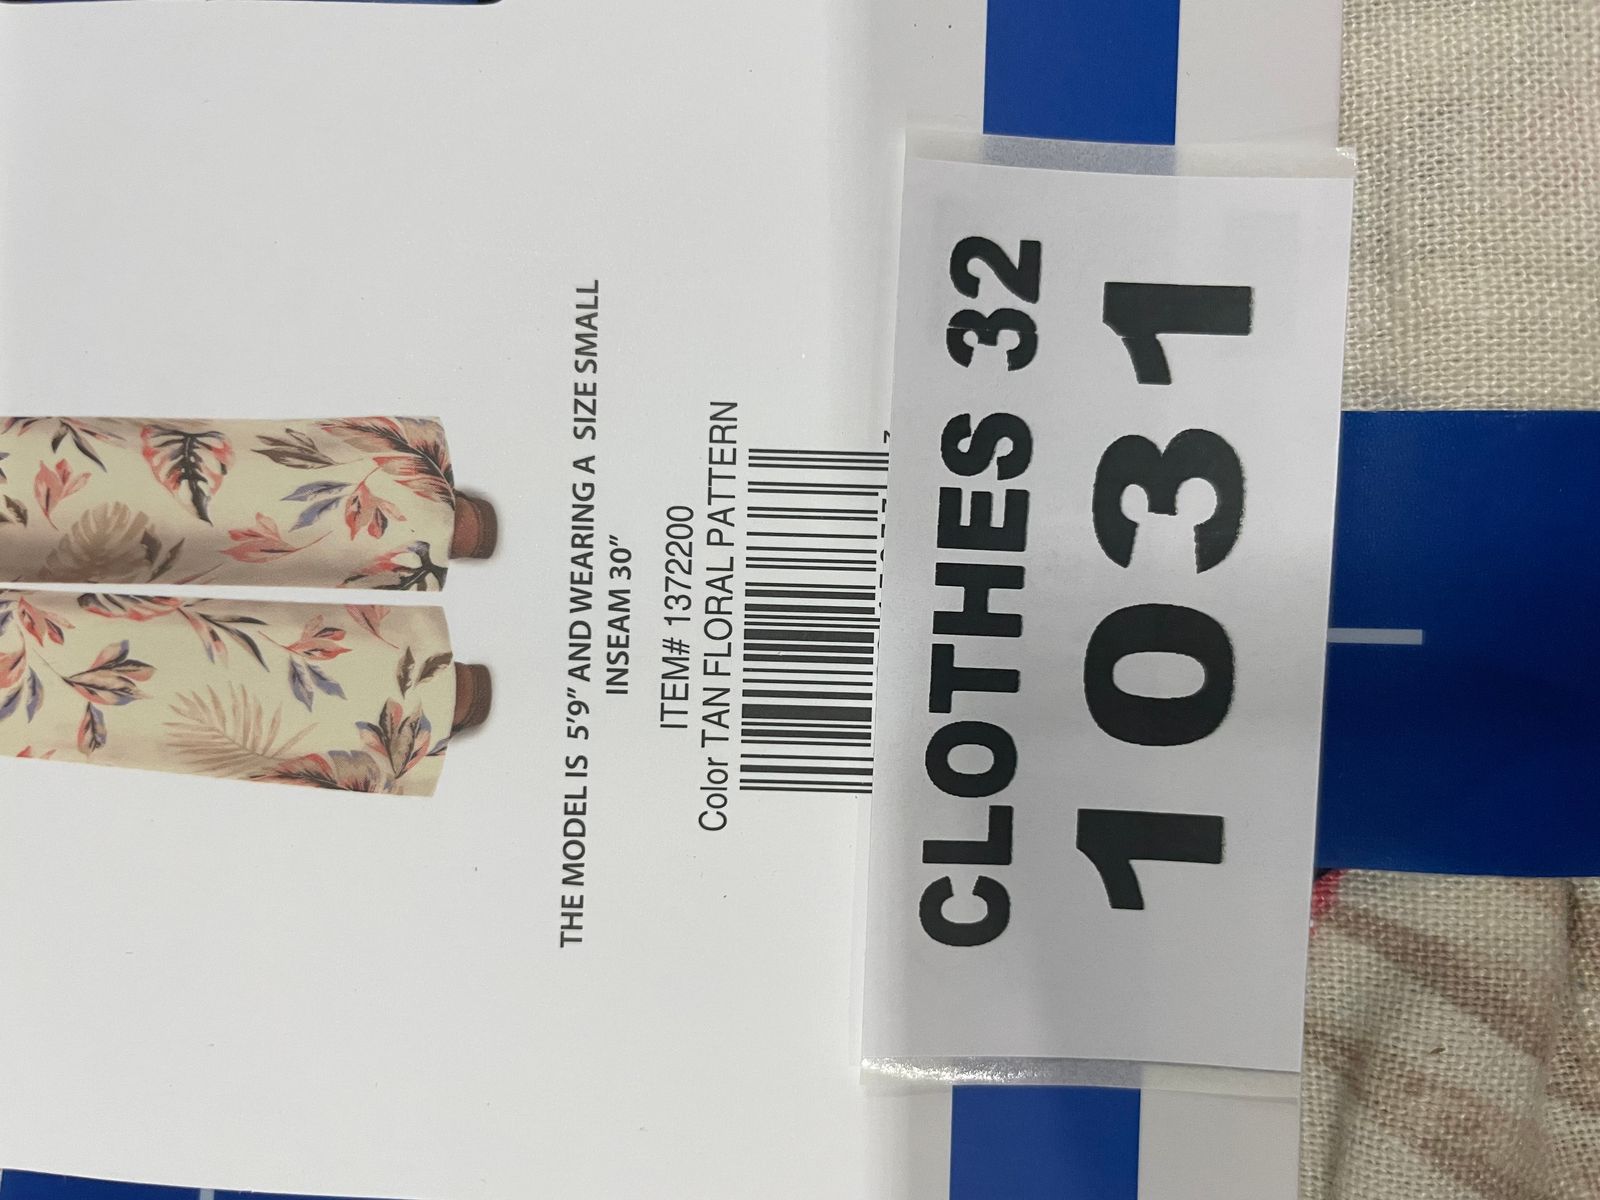 THE MODEL IS 5'9" AND WEARING A SIZE SMALL
INSEAM 30"
ITEM# 1372200
Color TAN FLORAL PATTERN
CLOTHES 32
1031